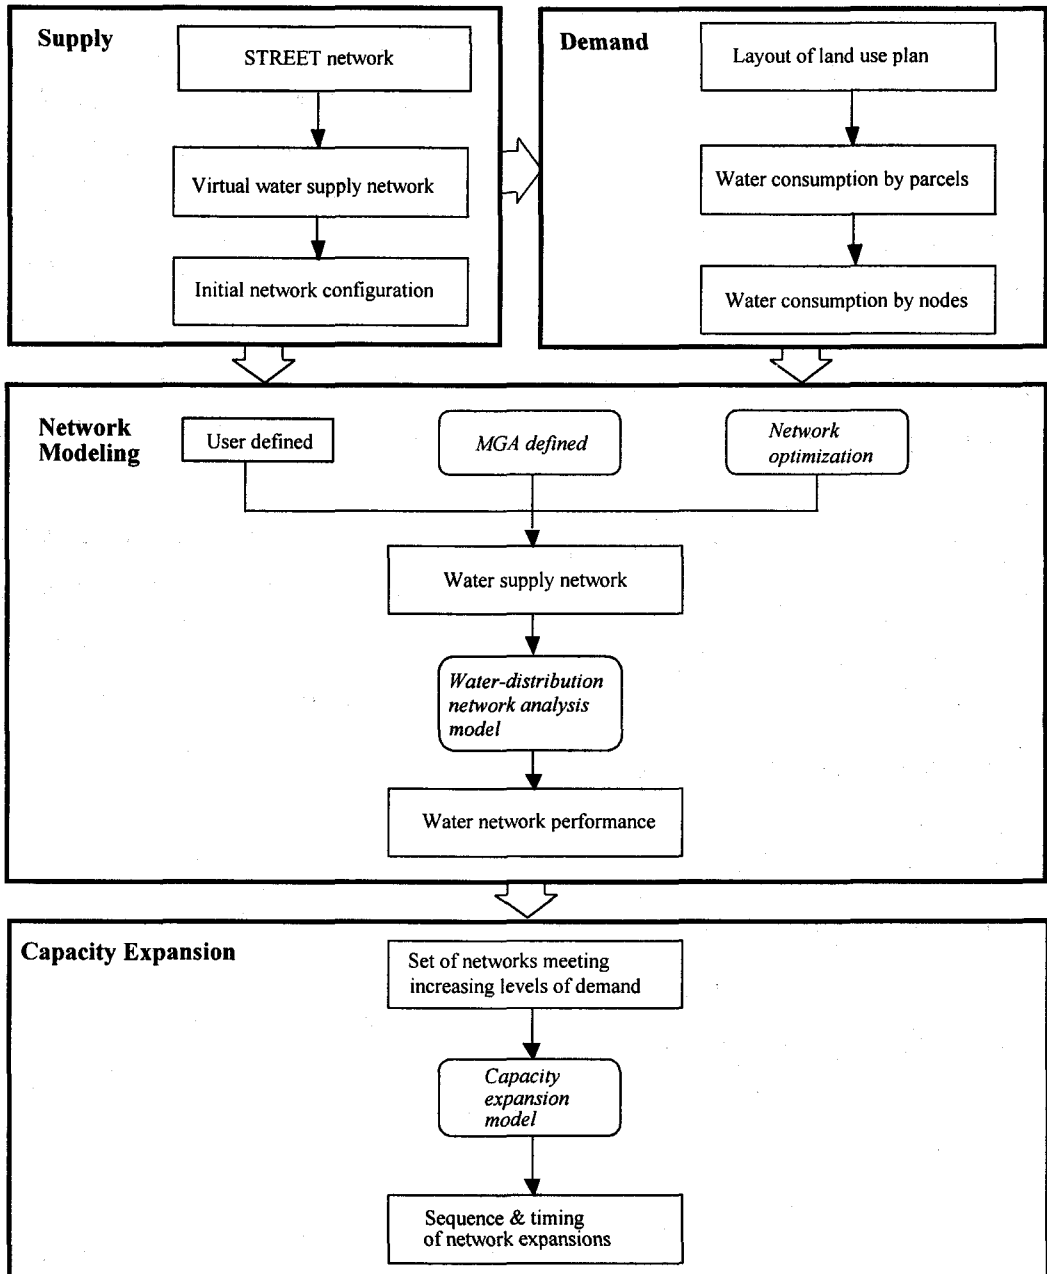 Supply
STREET network
Virtual water supply network
Initial network configuration
Demand
Layout of land use plan
Water consumption by parcels
Water consumption by nodes
Network
Modeling
User defined
MGA defined
Network
optimization
Water supply network
Water-distribution
network analysis
model
Water network performance
Capacity Expansion
Set of networks meeting
increasing levels of demand
Capacity
expansion
model
Sequence & timing
of network expansions